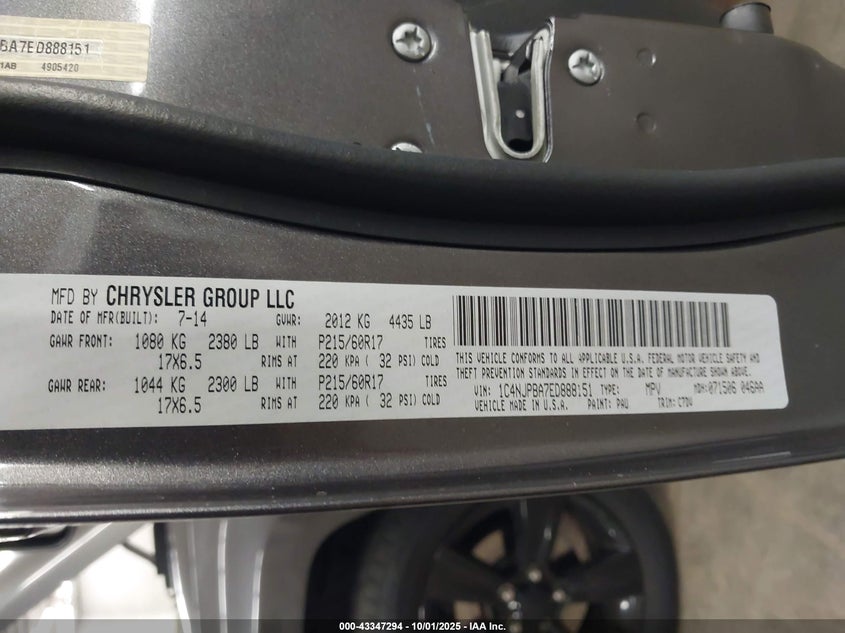 BA7ED888151
1AB 4905420
MFD BY CHRYSLER GROUP LLC
DATE OF MFR(BUILT): 7-14 GVWR: 2012 KG 4435 LB
GAWR FRONT: 1080 KG 2380 LB WITH P215/60R17 TIRES
17X6.5 RIMS AT 220 KPA ( 32 PSI) COLD
GAWR REAR: 1044 KG 2300 LB WITH P215/60R17 TIRES
17X6.5 RIMS AT 220 KPA ( 32 PSI) COLD
THIS VEHICLE CONFORMS TO ALL APPLICABLE U.S.A. FEDERAL MOTOR VEHICLE SAFETY AND
THEFT PREVENTION STANDARDS IN EFFECT ON THE DATE OF MANUFACTURE SHOWN ABOVE.
VIN: 1C4NJPBA7ED888151 TYPE: MPV MDH: 071506 046AA
VEHICLE MADE IN U.S.A. PAINT: PAU TRIM: C7DV
000-43347294 - 10/01/2025 - IAA Inc.